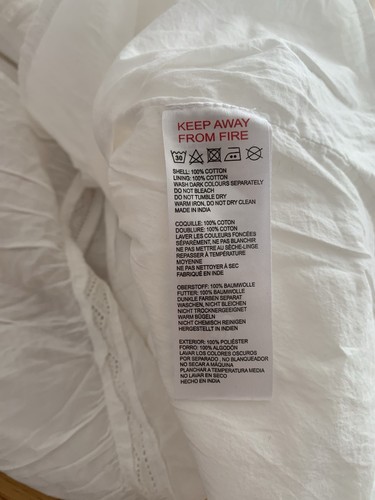 KEEP AWAY
FROM FIRE
30
SHELL: 100% COTTON
LINING: 100% COTTON
WASH DARK COLOURS SEPARATELY
DO NOT BLEACH
DO NOT TUMBLE DRY
WARM IRON, DO NOT DRY CLEAN
MADE IN INDIA
COQUILLE: 100% COTON
DOUBLURE: 100% COTON
LAVER LES COULEURS FONCÉES
SÉPARÉMENT, NE PAS BLANCHIR
NE PAS METTRE AU SÈCHE-LINGE
REPASSER À TEMPÉRATURE
MOYENNE
NE PAS NETTOYER À SEC
FABRIQUÉ EN INDE
OBERSTOFF: 100% BAUMWOLLE
FUTTER: 100% BAUMWOLLE
DUNKLE FARBEN SEPARAT
WASCHEN, NICHT BLEICHEN
NICHT TROCKNERGEEIGNET
WARM BÜGELN
NICHT CHEMISCH REINIGEN
HERGESTELLT IN INDIEN
EXTERIOR: 100% POLIÉSTER
FORRO: 100% ALGODÓN
LAVAR LOS COLORES OSCUROS
POR SEPARADO . NO BLANQUEADOR
NO SECAR A MÁQUINA
PLANCHAR A TEMPERATURA MEDIA
NO LAVAR EN SECO
HECHO EN INDIA